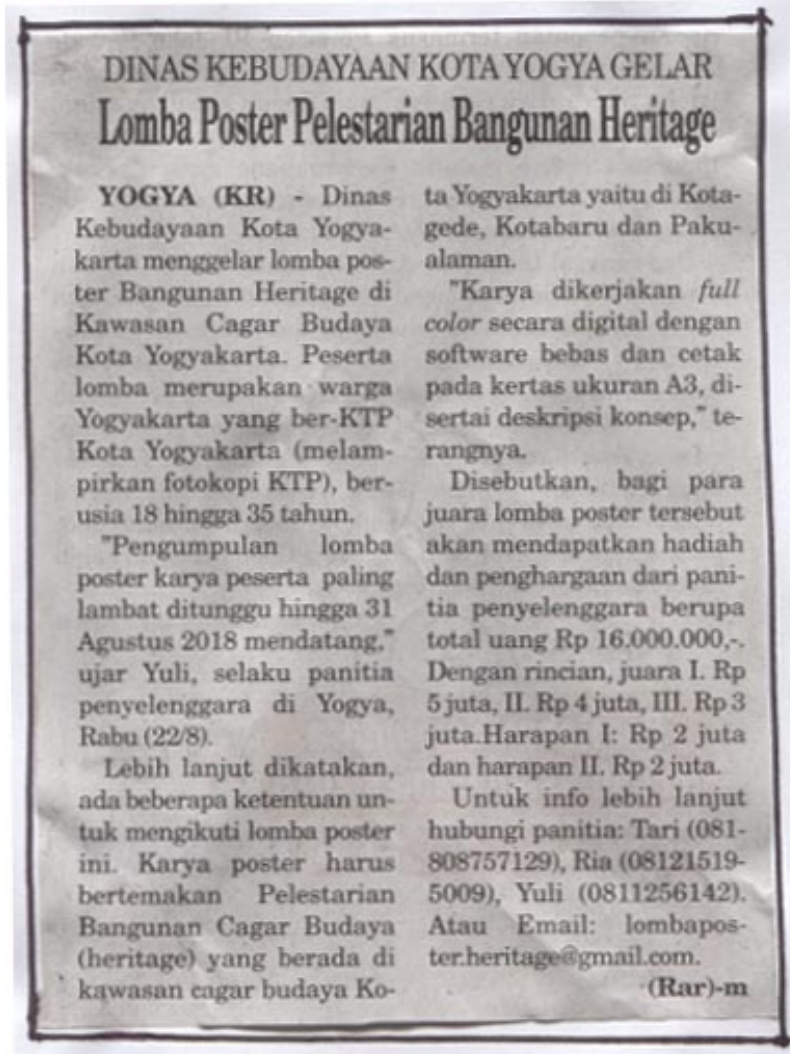 DINAS KEBUDAYAAN KOTA YOGYA GELAR
Lomba Poster Pelestarian Bangunan Heritage
YOGYA (KR) - Dinas
Kebudayaan Kota Yogya-
karta menggelar lomba pos-
ter Bangunan Heritage di
Kawasan Cagar Budaya
Kota Yogyakarta. Peserta
lomba merupakan warga
Yogyakarta yang ber-KTP
Kota Yogyakarta (melam-
pirkan fotokopi KTP), ber-
usia 18 hingga 35 tahun.
"Pengumpulan lomba
poster karya peserta paling
lambat ditunggu hingga 31
Agustus 2018 mendatang,"
ujar Yuli, selaku panitia
penyelenggara di Yogya,
Rabu (22/8).
Lebih lanjut dikatakan,
ada beberapa ketentuan un-
tuk mengikuti lomba poster
ini. Karya poster harus
bertemakan Pelestarian
Bangunan Cagar Budaya
(heritage) yang berada di
kawasan cagar budaya Ko-
ta Yogyakarta yaitu di Kota-
gede, Kotabaru dan Paku-
alaman.
"Karya dikerjakan full
color secara digital dengan
software bebas dan cetak
pada kertas ukuran A3, di-
sertai deskripsi konsep," te-
rangnya.
Disebutkan, bagi para
juara lomba poster tersebut
akan mendapatkan hadiah
dan penghargaan dari pani-
tia penyelenggara berupa
total uang Rp 16.000.000,-.
Dengan rincian, juara I. Rp
5 juta, II. Rp 4 juta, III. Rp 3
juta.Harapan I: Rp 2 juta
dan harapan II. Rp 2 juta.
Untuk info lebih lanjut
hubungi panitia: Tari (081-
808757129), Ria (08121519-
5009), Yuli (0811256142).
Atau Email: lombapos-
ter.heritage@gmail.com.
(Rar)-m